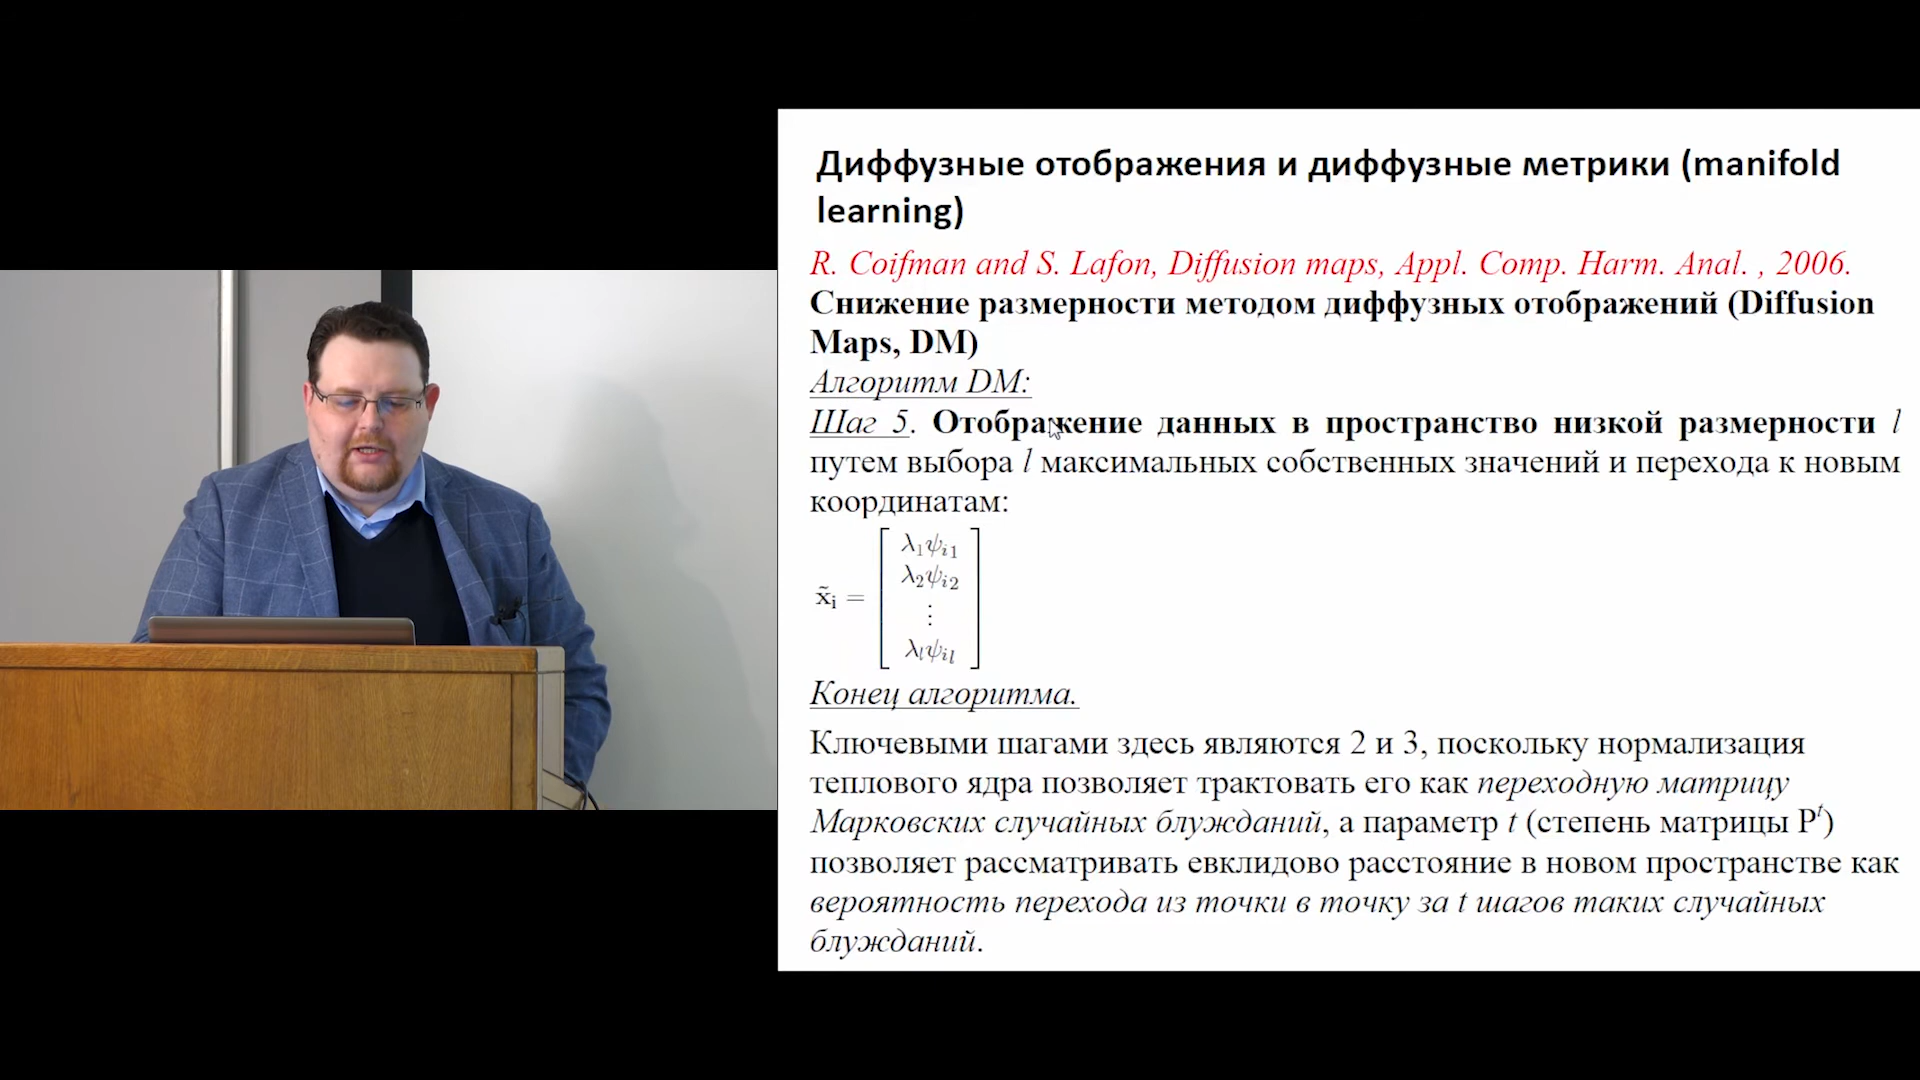 Диффузные отображения и диффузные метрики (manifold
learning)
R. Coifman and S. Lafon, Diffusion maps, Appl. Comp. Harm. Anal. , 2006.
Снижение размерности методом диффузных отображений (Diffusion
Maps, DM)
Алгоритм DM:
Шаг 5. Отображение данных в пространство низкой размерности l
путем выбора l максимальных собственных значений и перехода к новым
координатам:
λ₁ψᵢ₁
λ₂ψᵢ₂
x̃ᵢ = ⋮
λₗψᵢₗ
Конец алгоритма.
Ключевыми шагами здесь являются 2 и 3, поскольку нормализация
теплового ядра позволяет трактовать его как переходную матрицу
Марковских случайных блужданий, а параметр t (степень матрицы Pᵗ)
позволяет рассматривать евклидово расстояние в новом пространстве как
вероятность перехода из точки в точку за t шагов таких случайных
блужданий.